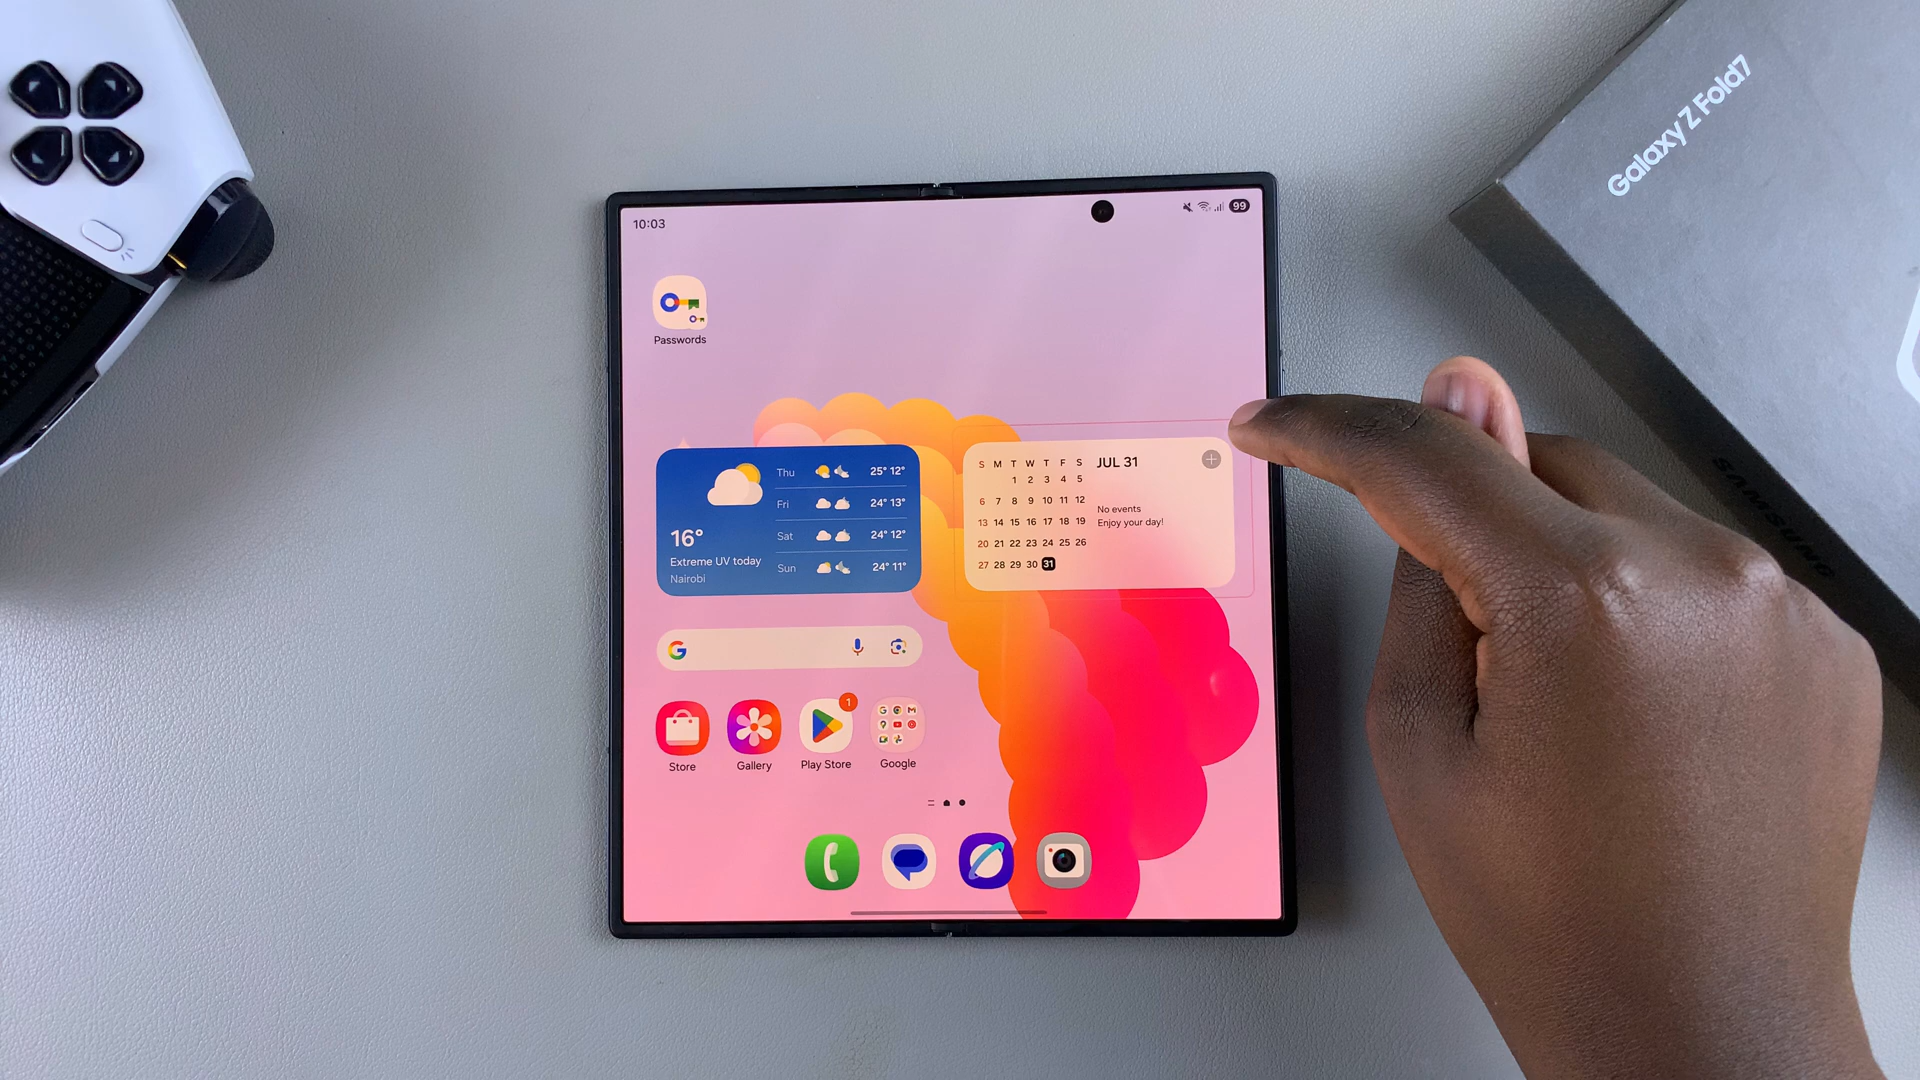 Galaxy Z Fold7
SAMSUNG
10:03
99
Passwords
16°
Extreme UV today
Nairobi
Thu 25° 12°
Fri 24° 13°
Sat 24° 12°
Sun 24° 11°
S M T W T F S
1 2 3 4 5
6 7 8 9 10 11 12
13 14 15 16 17 18 19
20 21 22 23 24 25 26
27 28 29 30 31
JUL 31
No events
Enjoy your day!
1
Store
Gallery
Play Store
Google